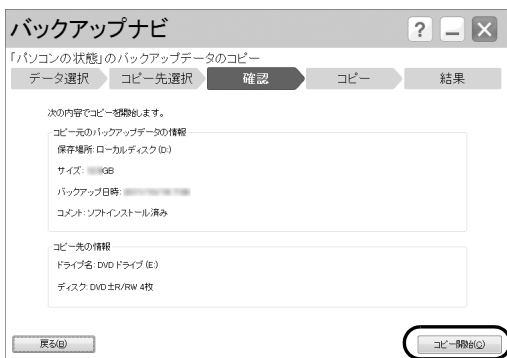 バックアップナビ
?
「パソコンの状態」のバックアップデータのコピー
データ選択 コピー先選択 確認 コピー 結果
次の内容でコピーを開始します。
コピー元のバックアップデータの情報
保存場所:ローカルディスク(D:)
サイズ: GB
バックアップ日時:
コメント:ソフトインストール済み
コピー先の情報
ドライブ名:DVD ドライブ (E:)
ディスク:DVD±R/RW 4枚
戻る(B) コピー開始(C)